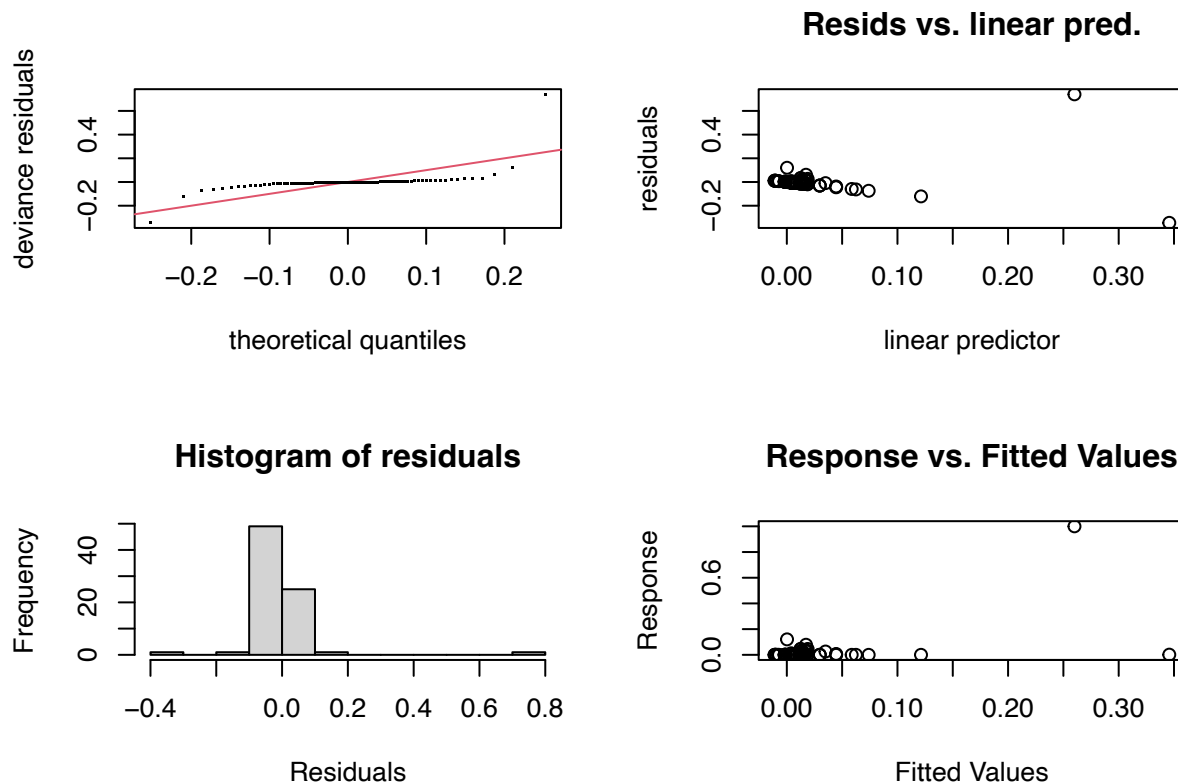 deviance residuals
0.4
−0.2
−0.2 −0.1 0.0 0.1 0.2
theoretical quantiles
Resids vs. linear pred.
residuals
0.4
−0.2
0.00 0.10 0.20 0.30
linear predictor
Histogram of residuals
Frequency
40
20
0
−0.4 0.0 0.2 0.4 0.6 0.8
Residuals
Response vs. Fitted Values
Response
0.6
0.0
0.00 0.10 0.20 0.30
Fitted Values